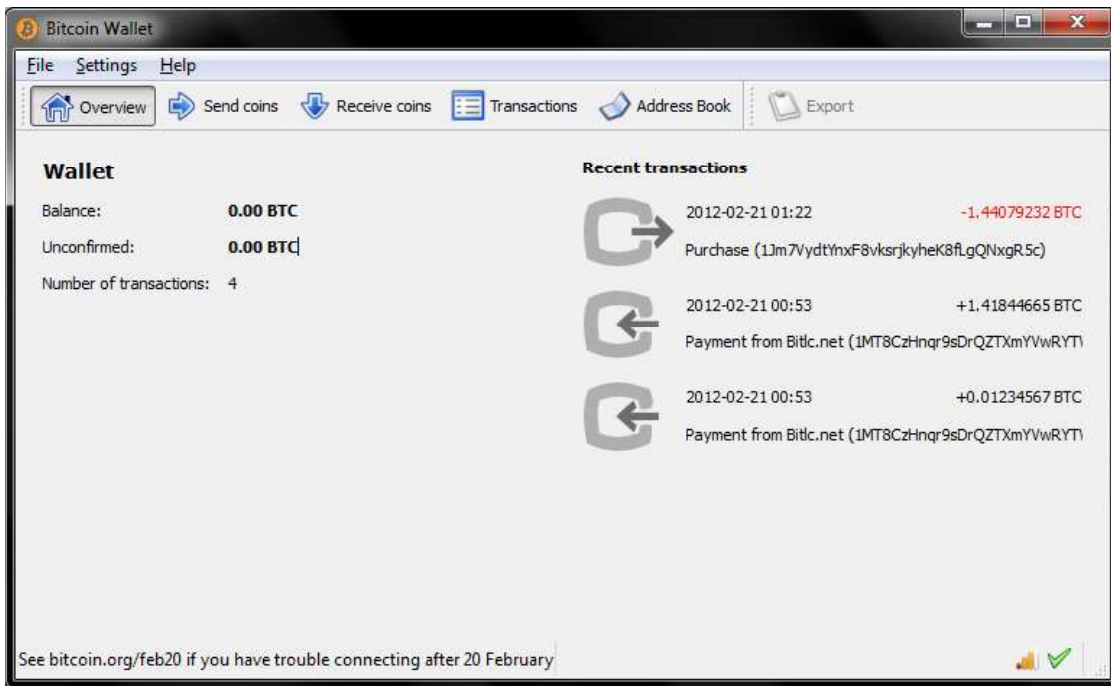 Bitcoin Wallet
File Settings Help
Overview Send coins Receive coins Transactions Address Book Export
Wallet
Balance: 0.00 BTC
Unconfirmed: 0.00 BTC
Number of transactions: 4
Recent transactions
2012-02-21 01:22 -1.44079232 BTC
Purchase (1Jm7VydtYnxF8vksrjkyheK8fLgQNxgR5c)
2012-02-21 00:53 +1.41844665 BTC
Payment from Bitlc.net (1MT8CzHnqr9sDrQZTXmYVwRYT
2012-02-21 00:53 +0.01234567 BTC
Payment from Bitlc.net (1MT8CzHnqr9sDrQZTXmYVwRYT
See bitcoin.org/feb20 if you have trouble connecting after 20 February